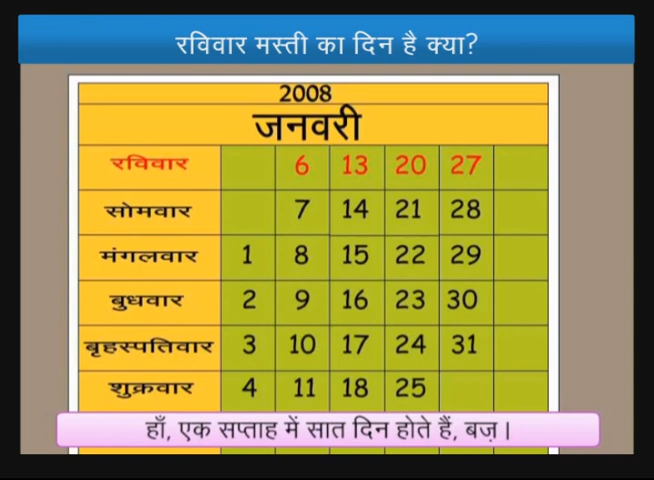 रविवार मस्ती का दिन है क्या?
2008
जनवरी
रविवार 6 13 20 27
सोमवार 7 14 21 28
मंगलवार 1 8 15 22 29
बुधवार 2 9 16 23 30
बृहस्पतिवार 3 10 17 24 31
शुक्रवार 4 11 18 25
हाँ, एक सप्ताह में सात दिन होते हैं, बज़।